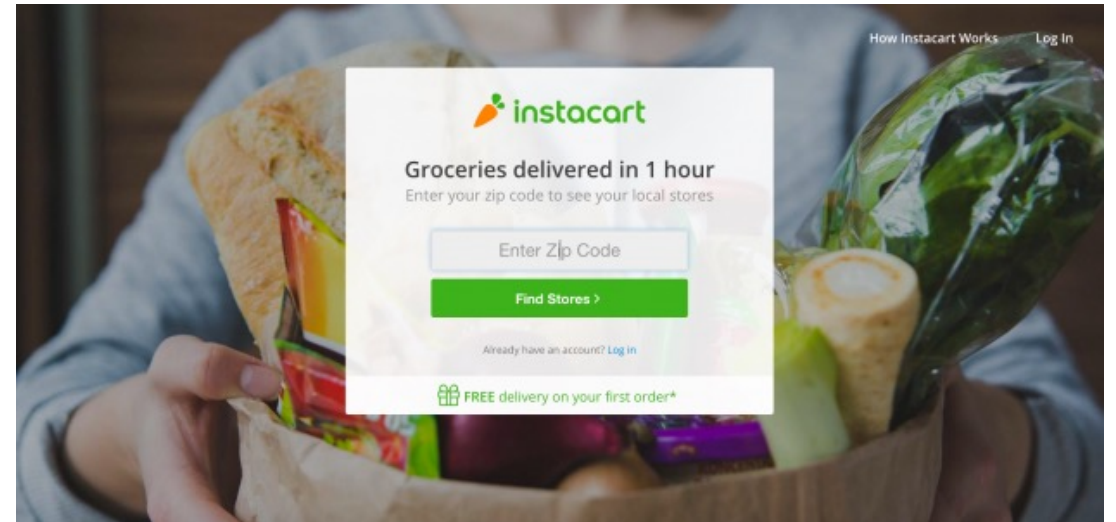 How Instacart Works Log In
instacart
Groceries delivered in 1 hour
Enter your zip code to see your local stores
Enter Zip Code
Find Stores >
Already have an account? Log in
FREE delivery on your first order*